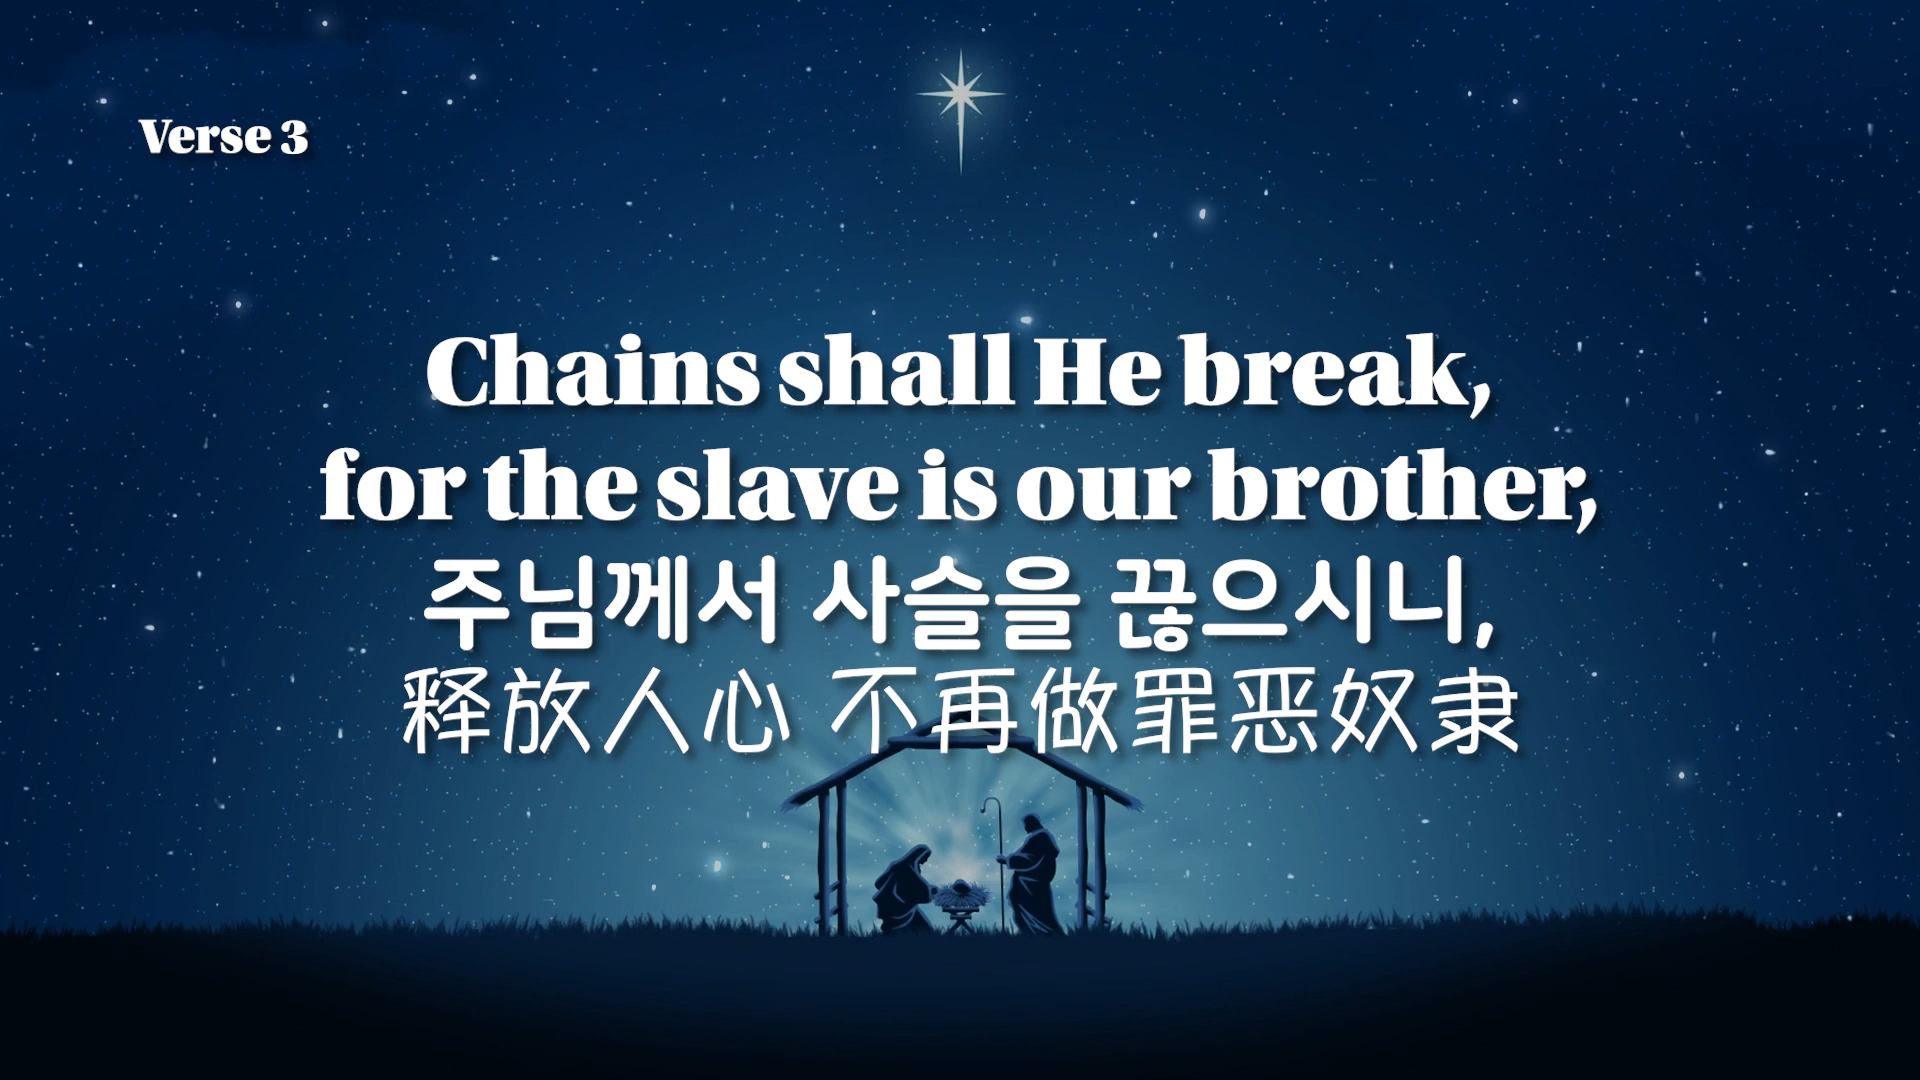 Verse 3
Chains shall He break,
for the slave is our brother,
주님께서 사슬을 끊으시니,
释放人心 不再做罪恶奴隶